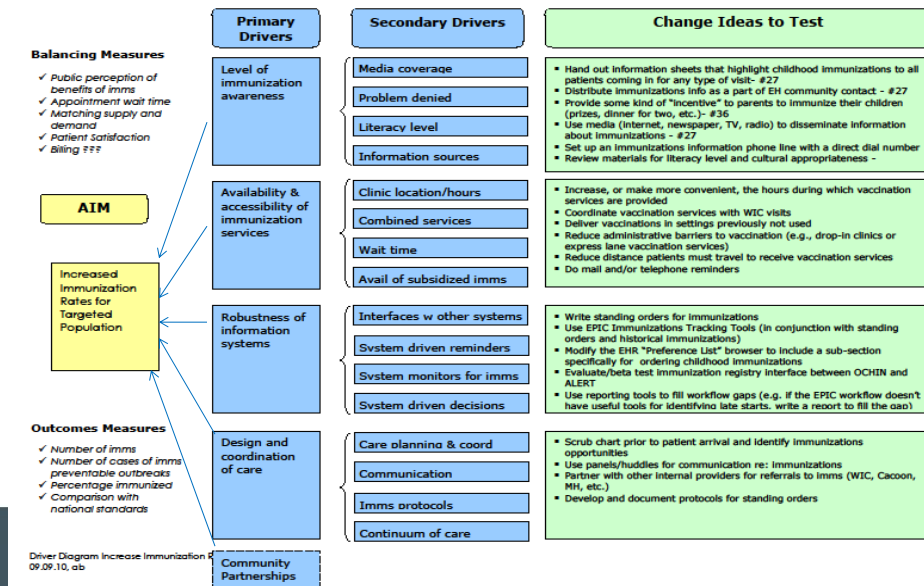 Primary
Drivers
Secondary Drivers
Change Ideas to Test
Balancing Measures
✓ Public perception of
benefits of imms
✓ Appointment wait time
✓ Matching supply and
demand
✓ Patient Satisfaction
✓ Billing ???
AIM
Increased
Immunization
Rates for
Targeted
Population
Outcomes Measures
✓ Number of imms
✓ Number of cases of imms
preventable outbreaks
✓ Percentage immunized
✓ Comparison with
national standards
Driver Diagram Increase Immunization
09.09.10, ab
Level of
immunization
awareness
Media coverage
Problem denied
Literacy level
Information sources
▪ Hand out information sheets that highlight childhood immunizations to all
patients coming in for any type of visit- #27
▪ Distribute immunizations info as a part of EH community contact - #27
▪ Provide some kind of "incentive" to parents to immunize their children
(prizes, dinner for two, etc.)- #36
▪ Use media (internet, newspaper, TV, radio) to disseminate information
about immunizations - #27
▪ Set up an immunizations information phone line with a direct dial number
▪ Review materials for literacy level and cultural appropriateness -
Availability &
accessibility of
immunization
services
Clinic location/hours
Combined services
Wait time
Avail of subsidized imms
▪ Increase, or make more convenient, the hours during which vaccination
services are provided
▪ Coordinate vaccination services with WIC visits
▪ Deliver vaccinations in settings previously not used
▪ Reduce administrative barriers to vaccination (e.g., drop-in clinics or
express lane vaccination services)
▪ Reduce distance patients must travel to receive vaccination services
▪ Do mail and/or telephone reminders
Robustness of
information
systems
Interfaces w other systems
System driven reminders
System monitors for imms
System driven decisions
▪ Write standing orders for immunizations
▪ Use EPIC Immunizations Tracking Tools (in conjunction with standing
orders and historical immunizations)
▪ Modify the EHR "Preference List" browser to include a sub-section
specifically for ordering childhood immunizations
▪ Evaluate/beta test immunization registry interface between OCHIN and
ALERT
▪ Use reporting tools to fill workflow gaps (e.g. if the EPIC workflow doesn't
have useful tools for identifying late starts, write a report to fill the gap)
Design and
coordination
of care
Care planning & coord
Communication
Imms protocols
Continuum of care
▪ Scrub chart prior to patient arrival and identify immunizations
opportunities
▪ Use panels/huddles for communication re: immunizations
▪ Partner with other internal providers for referrals to imms (WIC, Cacoon,
MH, etc.)
▪ Develop and document protocols for standing orders
Community
Partnerships